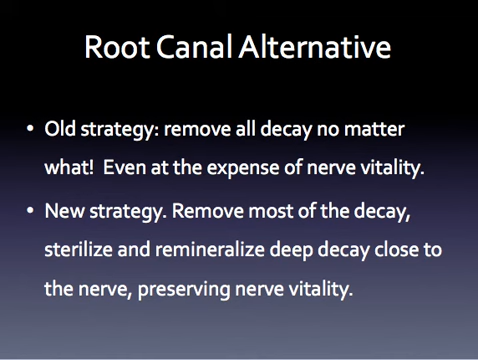 Root Canal Alternative
• Old strategy: remove all decay no matter
what! Even at the expense of nerve vitality.
• New strategy. Remove most of the decay,
sterilize and remineralize deep decay close to
the nerve, preserving nerve vitality.